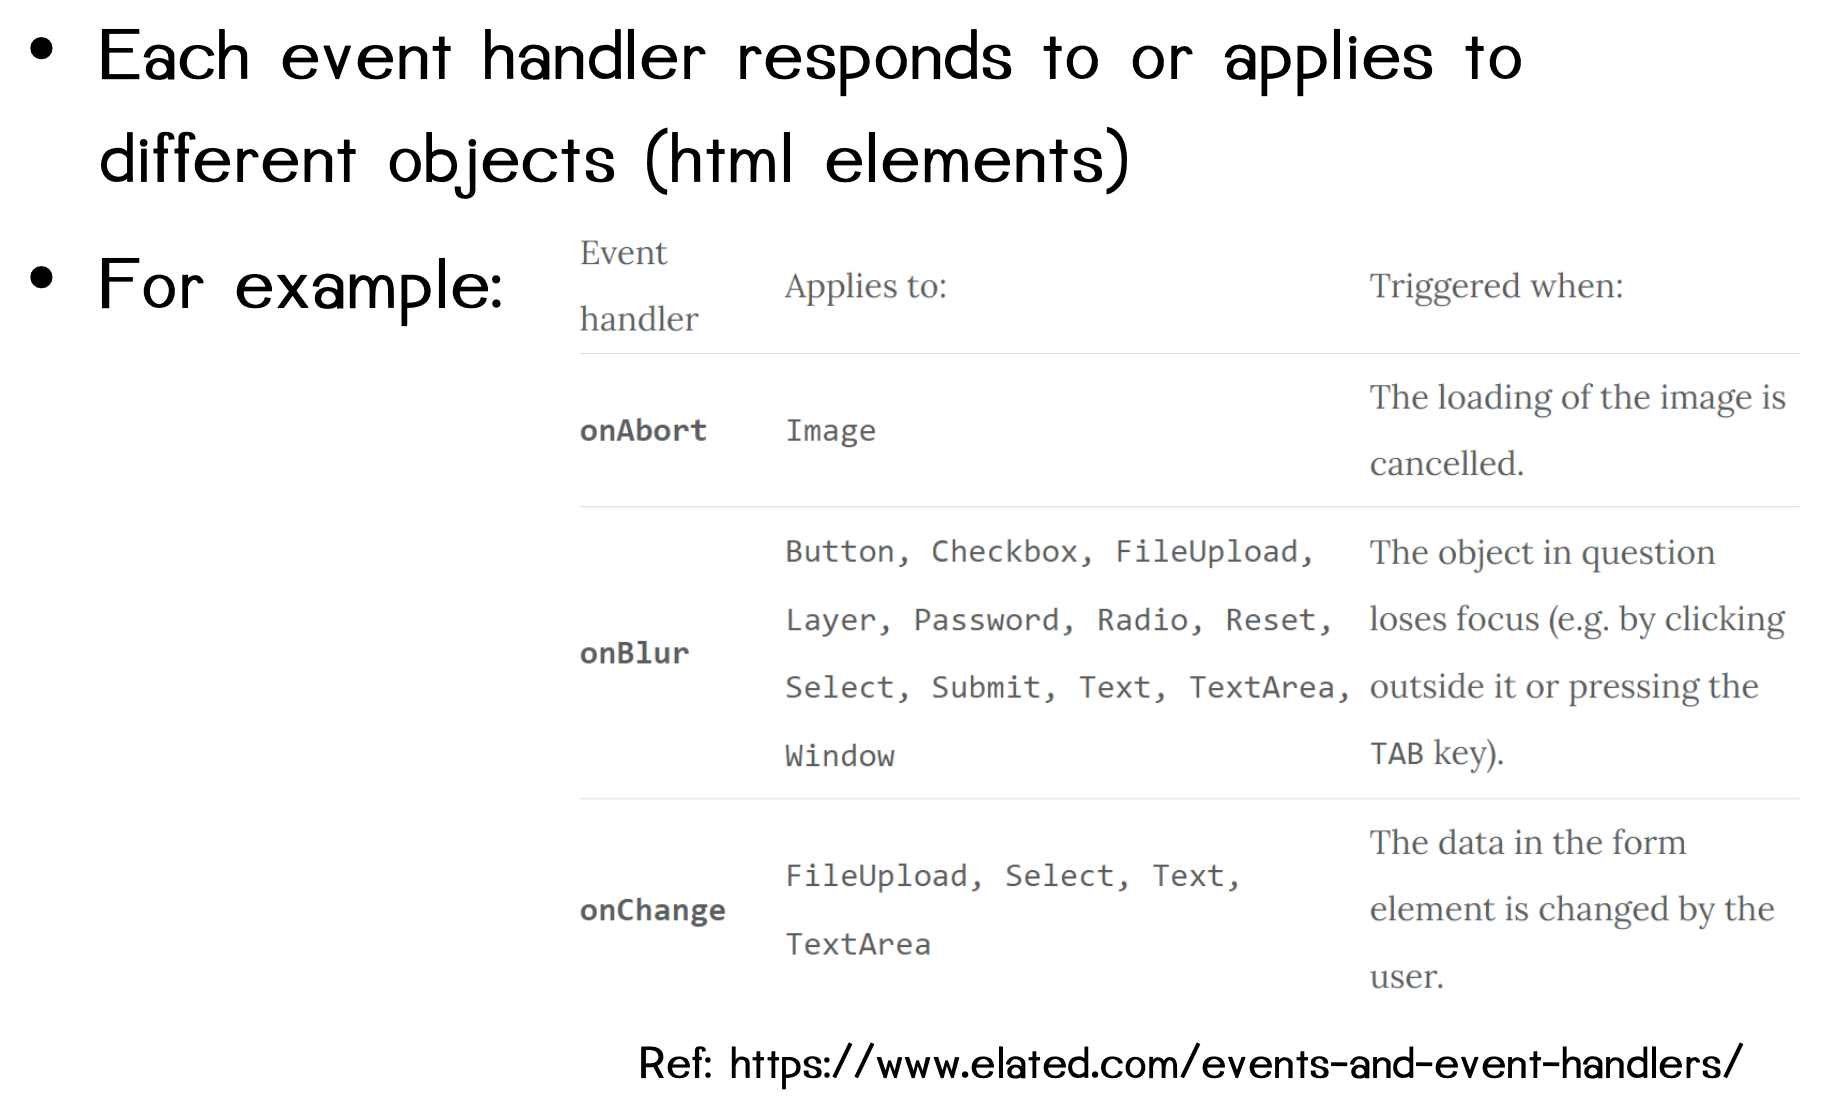 • Each event handler responds to or applies to
different objects (html elements)
• For example:
Event
handler
Applies to:
Triggered when:
onAbort
Image
The loading of the image is
cancelled.
onBlur
Button, Checkbox, FileUpload,
Layer, Password, Radio, Reset,
Select, Submit, Text, TextArea,
Window
The object in question
loses focus (e.g. by clicking
outside it or pressing the
TAB key).
onChange
FileUpload, Select, Text,
TextArea
The data in the form
element is changed by the
user.
Ref: https://www.elated.com/events-and-event-handlers/